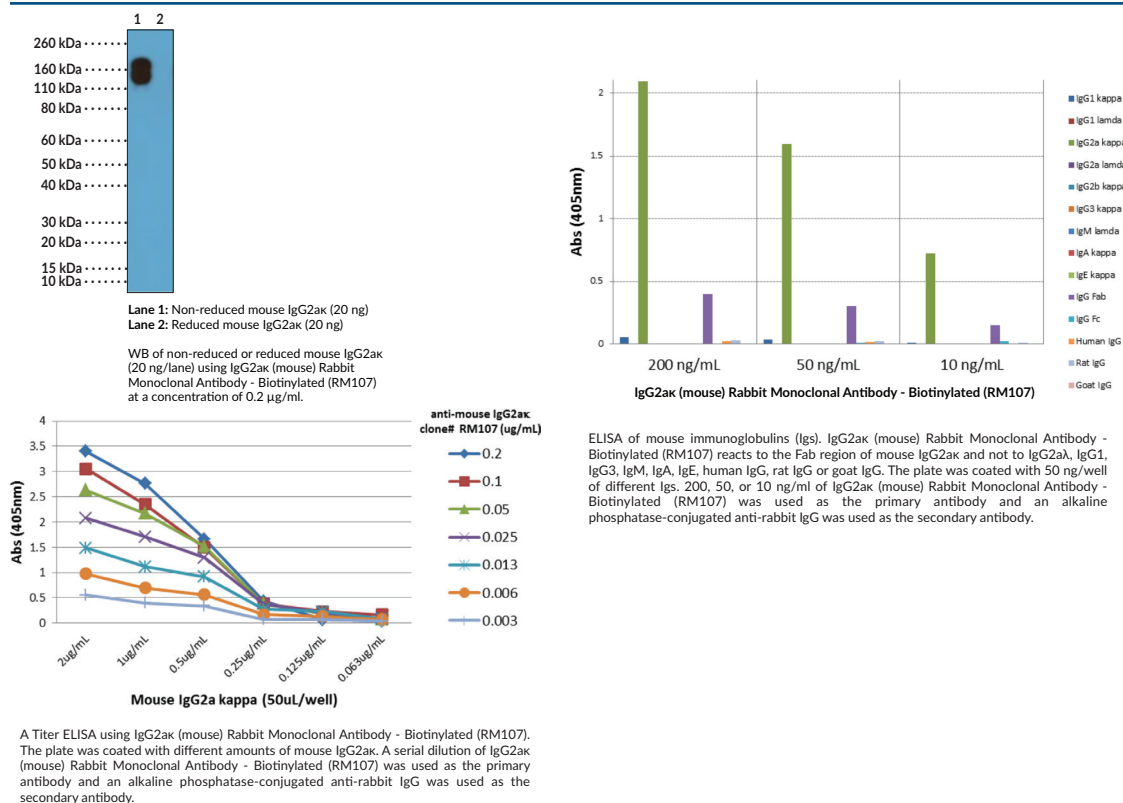 1 2
260 kDa
160 kDa
110 kDa
80 kDa
60 kDa
50 kDa
40 kDa
30 kDa
20 kDa
15 kDa
10 kDa
Lane 1: Non-reduced mouse IgG2aκ (20 ng)
Lane 2: Reduced mouse IgG2aκ (20 ng)
WB of non-reduced or reduced mouse IgG2aκ
(20 ng/lane) using IgG2aκ (mouse) Rabbit
Monoclonal Antibody - Biotinylated (RM107)
at a concentration of 0.2 µg/ml.
anti-mouse IgG2aκ
clone# RM107 (ug/mL)
Abs (405nm)
4
3.5
3
2.5
2
1.5
1
0.5
0
2ug/mL
1ug/mL
0.5ug/mL
0.25ug/mL
0.125ug/mL
0.063ug/mL
Mouse IgG2a kappa (50uL/well)
0.2
0.1
0.05
0.025
0.013
0.006
0.003
A Titer ELISA using IgG2aκ (mouse) Rabbit Monoclonal Antibody - Biotinylated (RM107).
The plate was coated with different amounts of mouse IgG2aκ. A serial dilution of IgG2aκ
(mouse) Rabbit Monoclonal Antibody - Biotinylated (RM107) was used as the primary
antibody and an alkaline phosphatase-conjugated anti-rabbit IgG was used as the
secondary antibody.
Abs (405nm)
2
1.5
1
0.5
0
200 ng/mL
50 ng/mL
10 ng/mL
IgG2aκ (mouse) Rabbit Monoclonal Antibody - Biotinylated (RM107)
IgG1 kappa
IgG1 lamda
IgG2a kappa
IgG2a lamda
IgG2b kappa
IgG3 kappa
IgM lamda
IgA kappa
IgE kappa
IgG Fab
IgG Fc
Human IgG
Rat IgG
Goat IgG
ELISA of mouse immunoglobulins (Igs). IgG2aκ (mouse) Rabbit Monoclonal Antibody -
Biotinylated (RM107) reacts to the Fab region of mouse IgG2aκ and not to IgG2aλ, IgG1,
IgG3, IgM, IgA, IgE, human IgG, rat IgG or goat IgG. The plate was coated with 50 ng/well
of different Igs. 200, 50, or 10 ng/ml of IgG2aκ (mouse) Rabbit Monoclonal Antibody -
Biotinylated (RM107) was used as the primary antibody and an alkaline
phosphatase-conjugated anti-rabbit IgG was used as the secondary antibody.